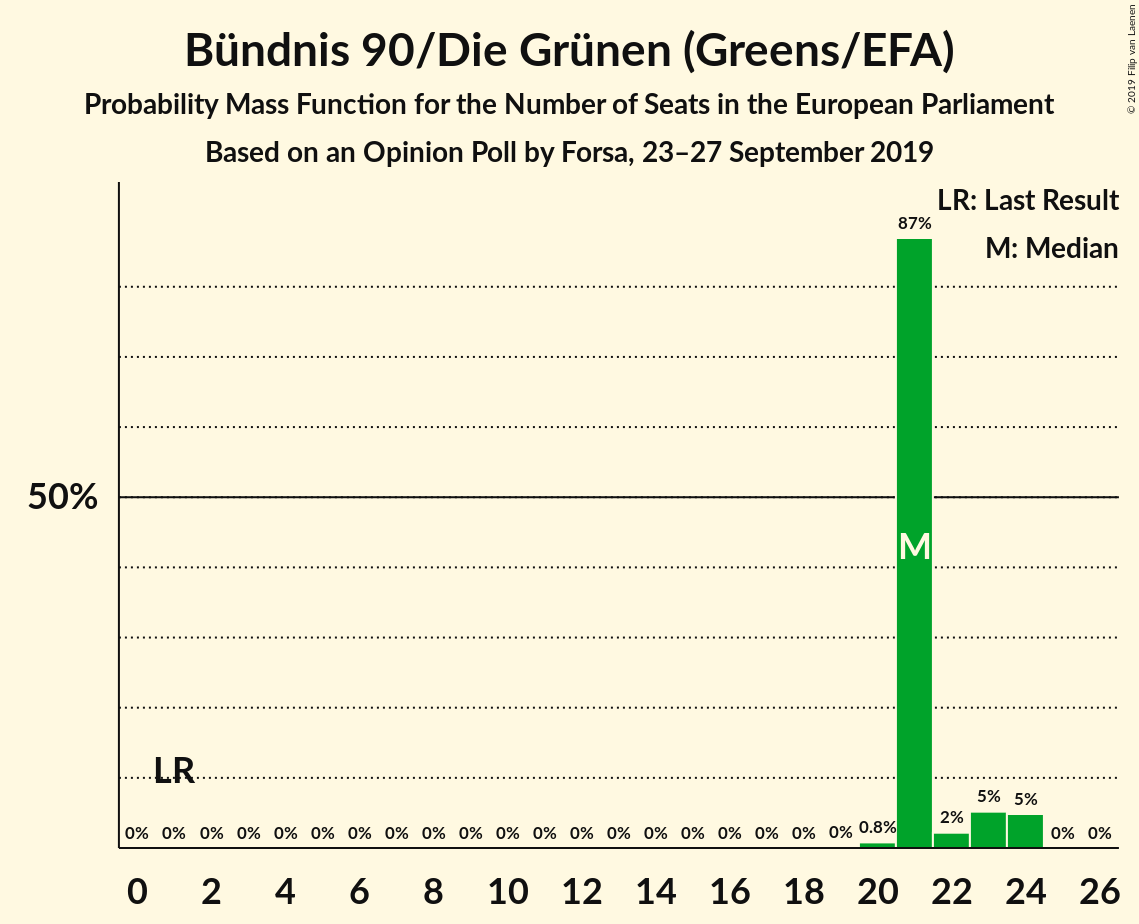 Bündnis 90/Die Grünen (Greens/EFA)
Probability Mass Function for the Number of Seats in the European Parliament
Based on an Opinion Poll by Forsa, 23–27 September 2019
© 2019 Filip van Laenen
LR: Last Result
M: Median
87%
50%
M
LR
0% 0% 0% 0% 0% 0% 0% 0% 0% 0% 0% 0% 0% 0% 0% 0% 0% 0% 0% 0% 0.8% 2% 5% 5% 0% 0%
0 2 4 6 8 10 12 14 16 18 20 22 24 26